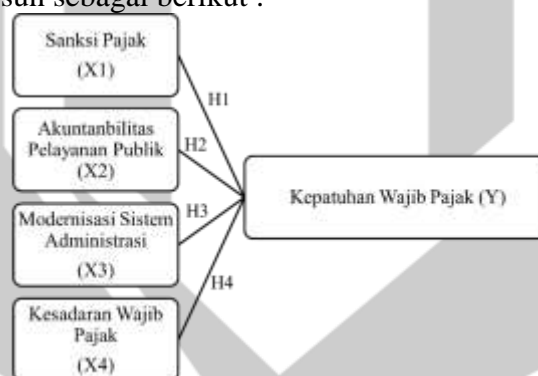 sebagai berikut :
Sanksi Pajak
(X1)
H1
Akuntanbilitas
Pelayanan Publik
(X2)
H2
Kepatuhan Wajib Pajak (Y)
Modernisasi Sistem
Administrasi
(X3)
H3
H4
Kesadaran Wajib
Pajak
(X4)